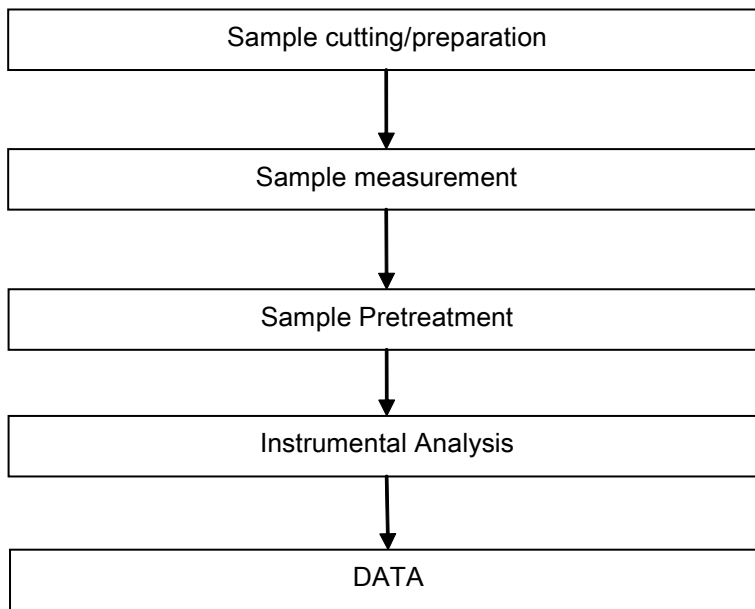 Sample cutting/preparation
Sample measurement
Sample Pretreatment
Instrumental Analysis
DATA